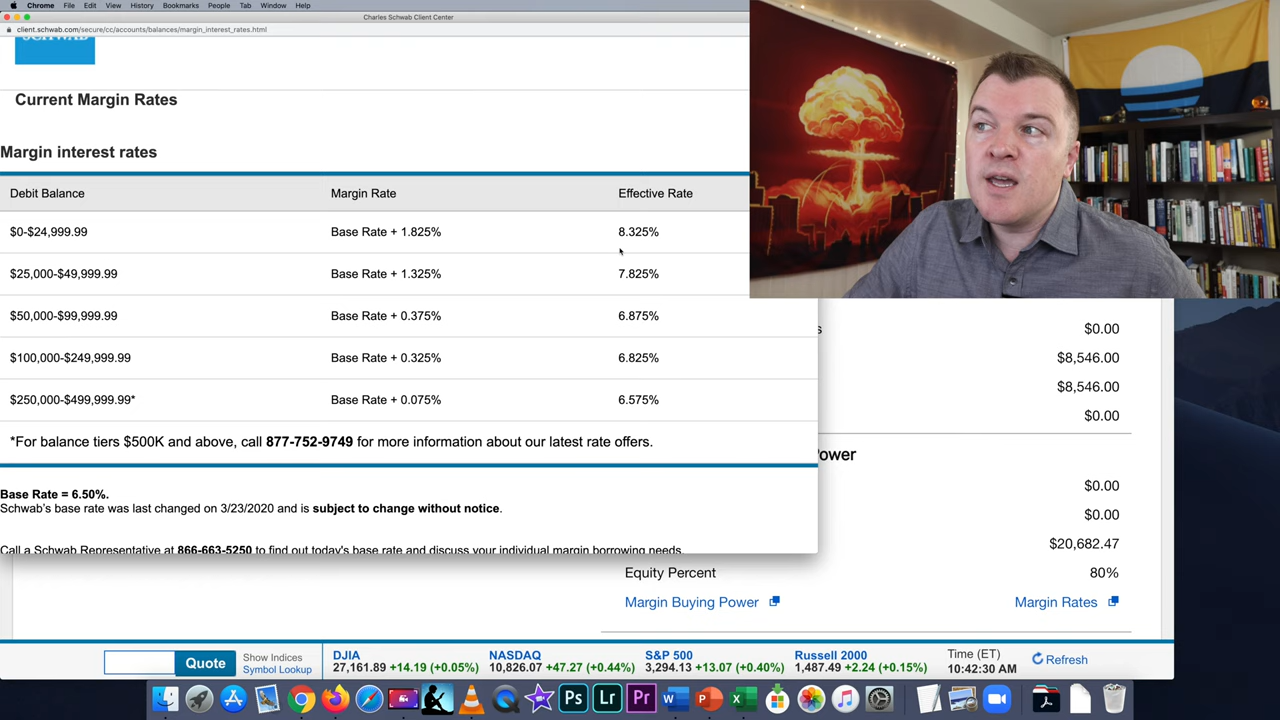 Chrome File Edit View History Bookmarks People Tab Window Help
Charles Schwab Client Center
client.schwab.com/secure/cc/accounts/balances/margin_interest_rates.html
SCHWAB
Current Margin Rates
Margin interest rates
Debit Balance Margin Rate Effective Rate
$0-$24,999.99 Base Rate + 1.825% 8.325%
$25,000-$49,999.99 Base Rate + 1.325% 7.825%
$50,000-$99,999.99 Base Rate + 0.375% 6.875%
$100,000-$249,999.99 Base Rate + 0.325% 6.825%
$250,000-$499,999.99* Base Rate + 0.075% 6.575%
*For balance tiers $500K and above, call 877-752-9749 for more information about our latest rate offers.
Base Rate = 6.50%.
Schwab's base rate was last changed on 3/23/2020 and is subject to change without notice.
Call a Schwab Representative at 866-663-5250 to find out today's base rate and discuss your individual margin borrowing needs.
s $0.00
$8,546.00
$8,546.00
$0.00
Power
$0.00
$0.00
$20,682.47
Equity Percent 80%
Margin Buying Power Margin Rates
Quote
Show Indices
Symbol Lookup
DJIA
27,161.89 +14.19 (+0.05%)
NASDAQ
10,826.07 +47.27 (+0.44%)
S&P 500
3,294.13 +13.07 (+0.40%)
Russell 2000
1,487.49 +2.24 (+0.15%)
Time (ET)
10:42:30 AM
Refresh
Ps Lr Pr